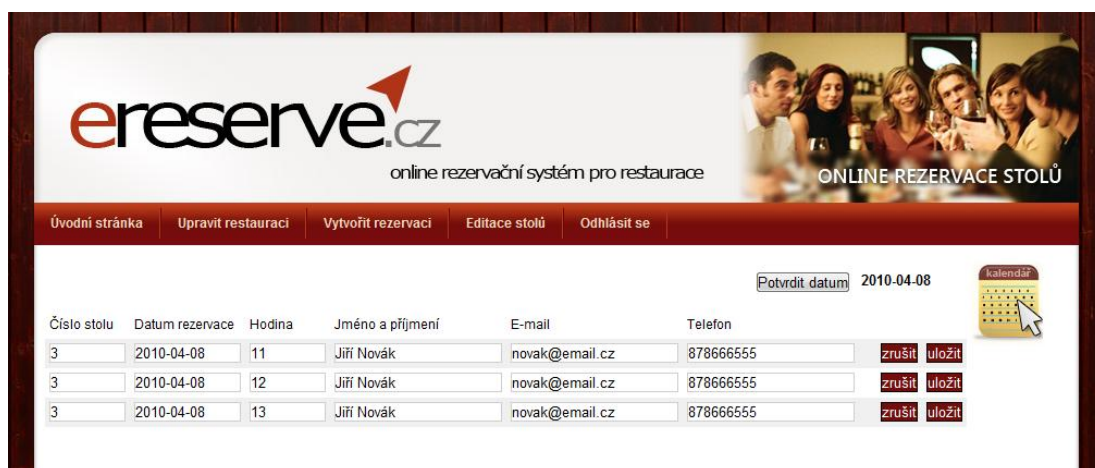 ereserve.cz
online rezervační systém pro restaurace
ONLINE REZERVACE STOLŮ
Úvodní stránka Upravit restauraci Vytvořit rezervaci Editace stolů Odhlásit se
Potvrdit datum 2010-04-08 kalendář
Číslo stolu Datum rezervace Hodina Jméno a příjmení E-mail Telefon
3 2010-04-08 11 Jiří Novák novak@email.cz 878666555 zrušit uložit
3 2010-04-08 12 Jiří Novák novak@email.cz 878666555 zrušit uložit
3 2010-04-08 13 Jiří Novák novak@email.cz 878666555 zrušit uložit